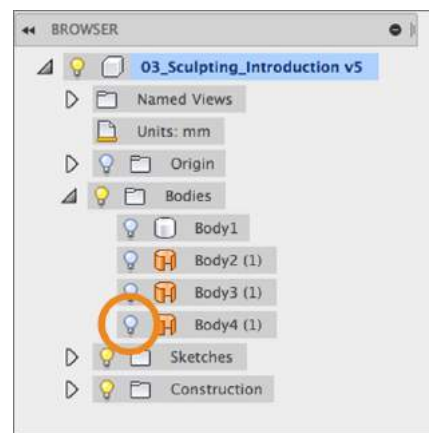 BROWSER
03_Sculpting_Introduction v5
Named Views
Units: mm
Origin
Bodies
Body1
Body2 (1)
Body3 (1)
Body4 (1)
Sketches
Construction